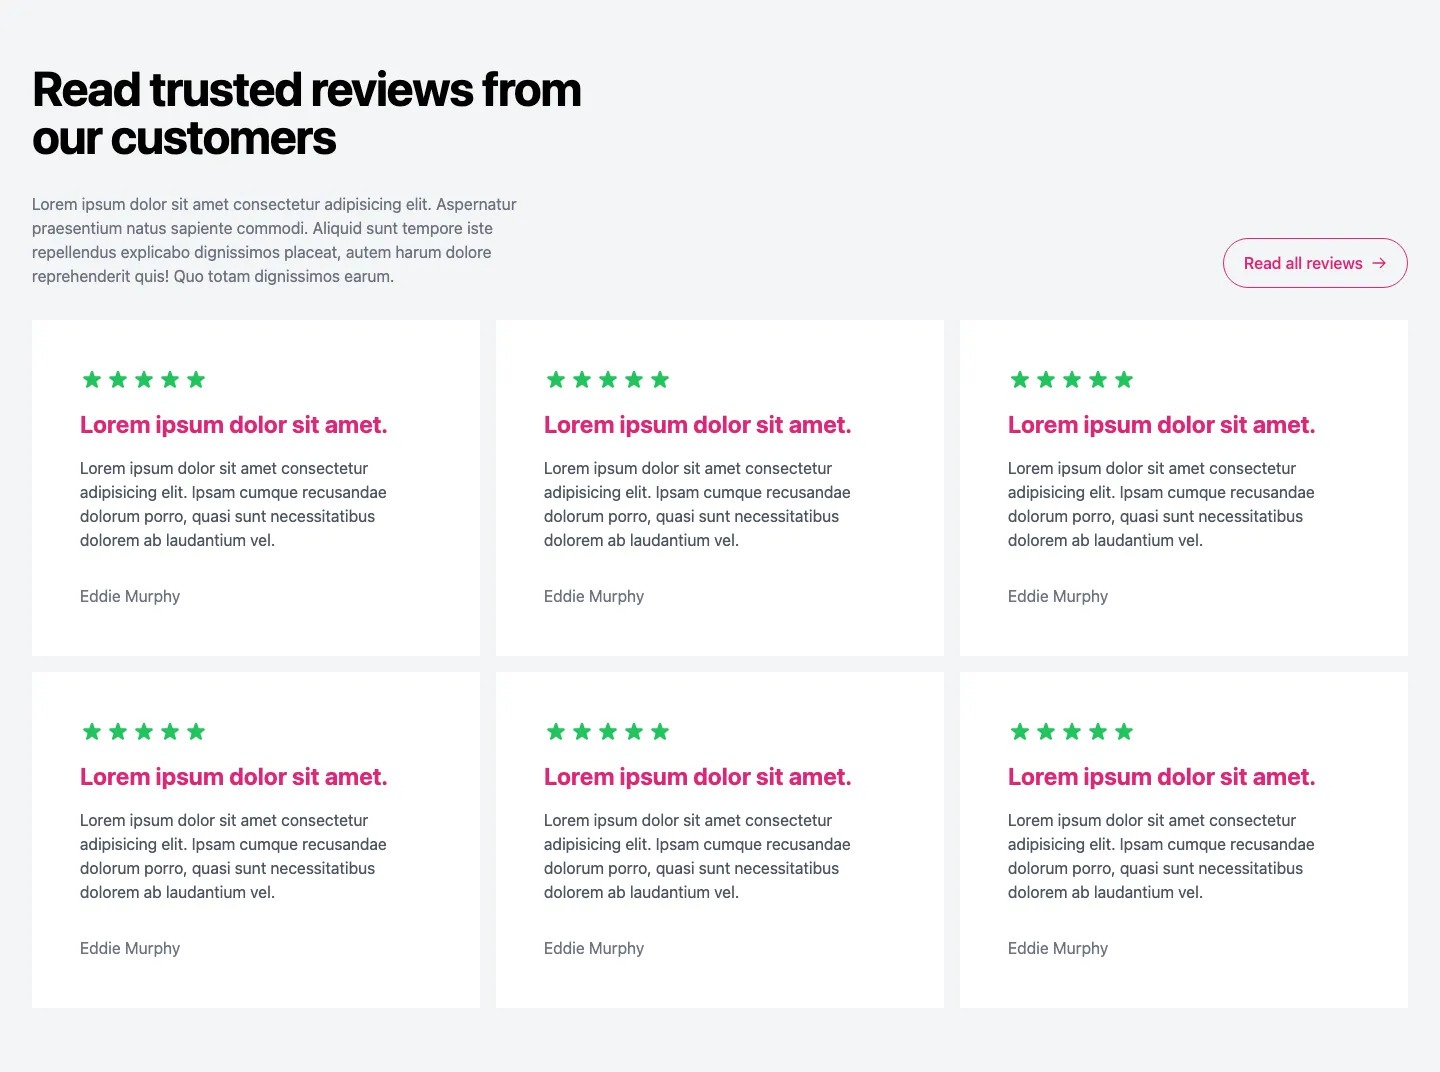 Read trusted reviews from
our customers
Lorem ipsum dolor sit amet consectetur adipisicing elit. Aspernatur
praesentium natus sapiente commodi. Aliquid sunt tempore iste
repellendus explicabo dignissimos placeat, autem harum dolore
reprehenderit quis! Quo totam dignissimos earum.
Read all reviews
Lorem ipsum dolor sit amet.
Lorem ipsum dolor sit amet consectetur
adipisicing elit. Ipsam cumque recusandae
dolorum porro, quasi sunt necessitatibus
dolorem ab laudantium vel.
Eddie Murphy
Lorem ipsum dolor sit amet.
Lorem ipsum dolor sit amet consectetur
adipisicing elit. Ipsam cumque recusandae
dolorum porro, quasi sunt necessitatibus
dolorem ab laudantium vel.
Eddie Murphy
Lorem ipsum dolor sit amet.
Lorem ipsum dolor sit amet consectetur
adipisicing elit. Ipsam cumque recusandae
dolorum porro, quasi sunt necessitatibus
dolorem ab laudantium vel.
Eddie Murphy
Lorem ipsum dolor sit amet.
Lorem ipsum dolor sit amet consectetur
adipisicing elit. Ipsam cumque recusandae
dolorum porro, quasi sunt necessitatibus
dolorem ab laudantium vel.
Eddie Murphy
Lorem ipsum dolor sit amet.
Lorem ipsum dolor sit amet consectetur
adipisicing elit. Ipsam cumque recusandae
dolorum porro, quasi sunt necessitatibus
dolorem ab laudantium vel.
Eddie Murphy
Lorem ipsum dolor sit amet.
Lorem ipsum dolor sit amet consectetur
adipisicing elit. Ipsam cumque recusandae
dolorum porro, quasi sunt necessitatibus
dolorem ab laudantium vel.
Eddie Murphy